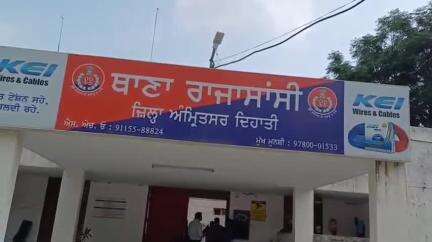 KEI
Wires & Cables
ਥਾਣਾ ਰਾਜਾਸਾਂਸੀ
ਜ਼ਿਲ੍ਹਾ ਅੰਮ੍ਰਿਤਸਰ ਦਿਹਾਤੀ
ਐਸ. ਐਚ. ਓ : 91155-88824
ਮੁੱਖ ਮੁਨਸ਼ੀ : 97800-01533
KEI
Wires & Cables